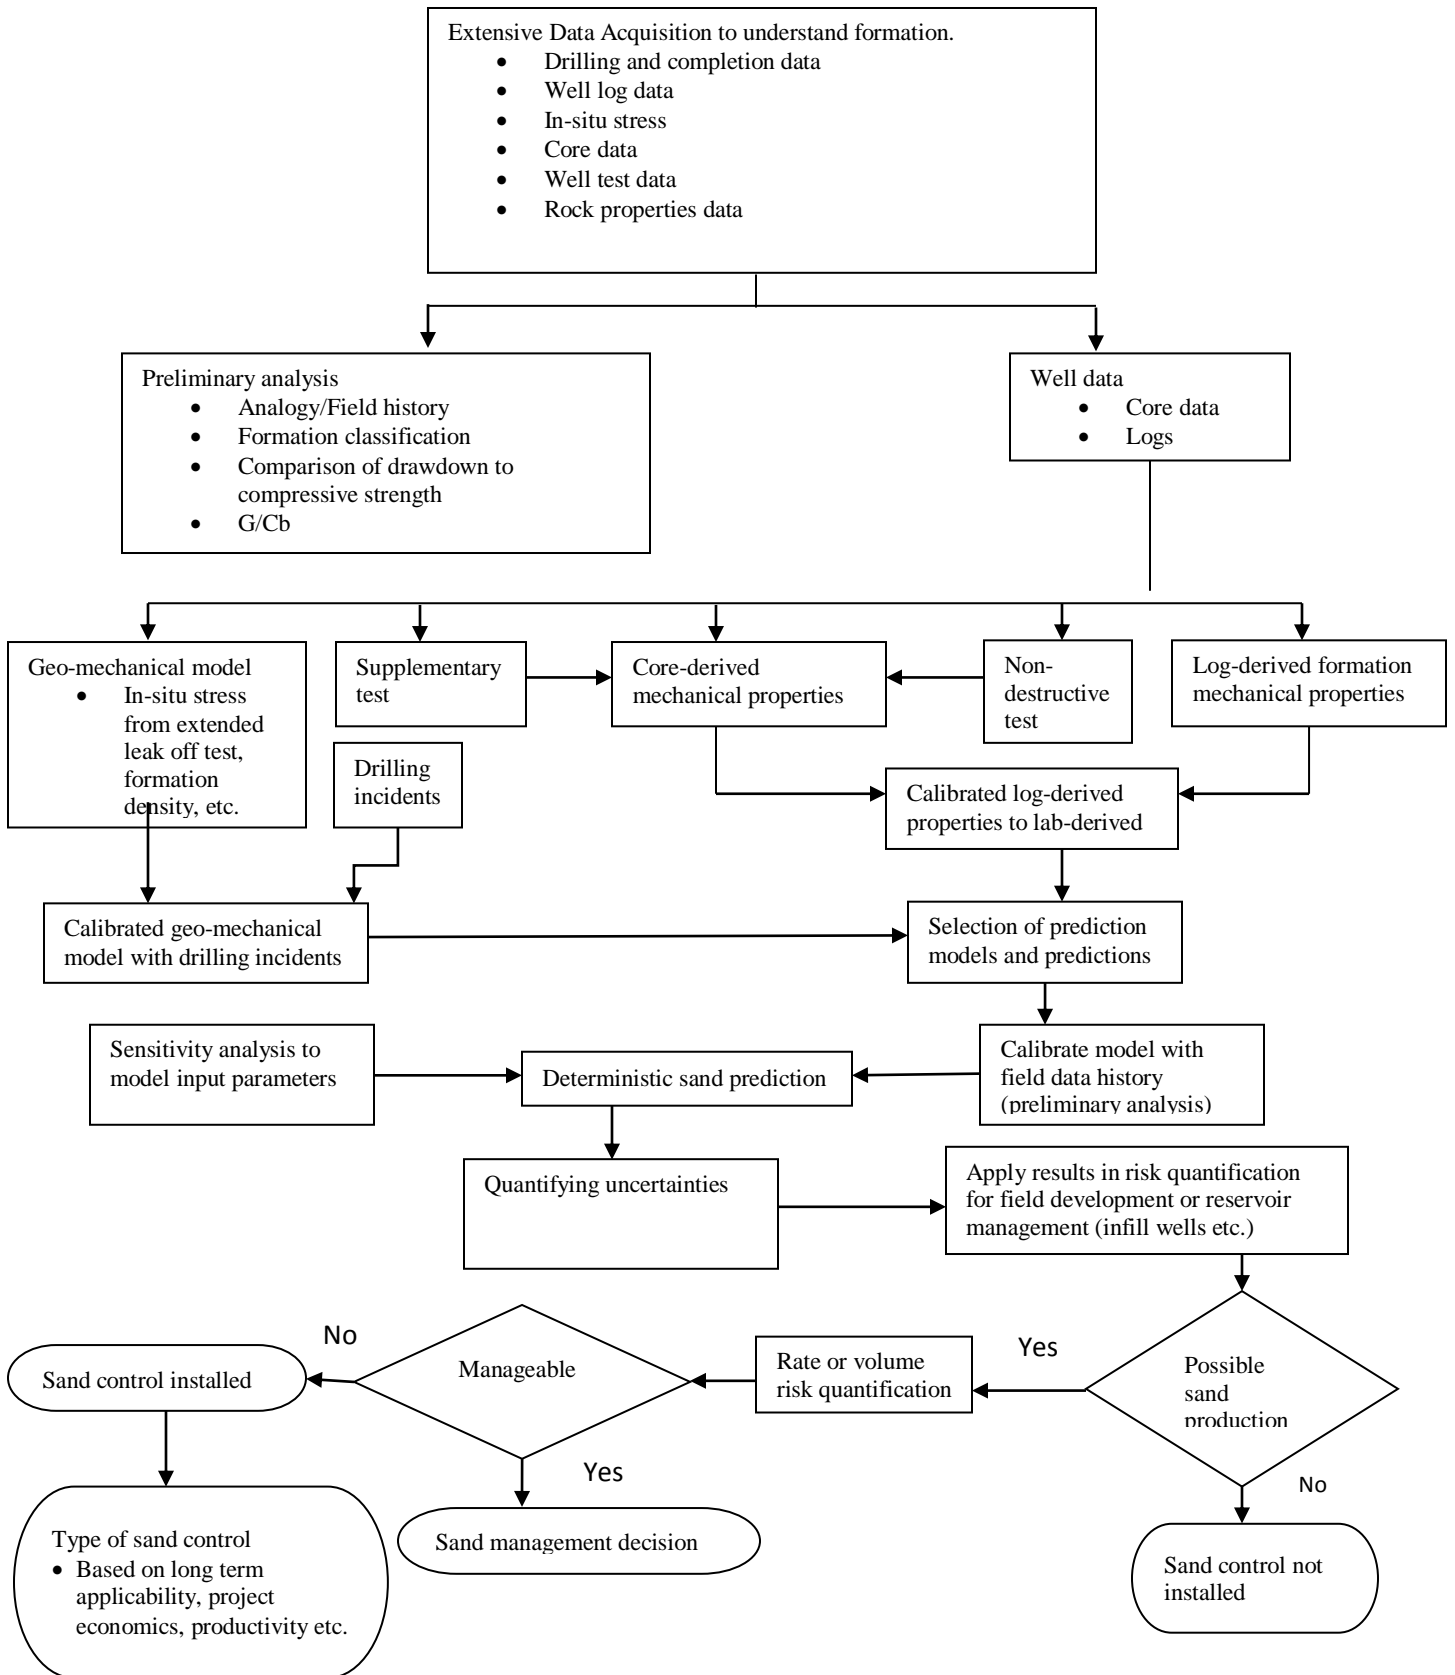 Extensive Data Acquisition to understand formation.
• Drilling and completion data
• Well log data
• In-situ stress
• Core data
• Well test data
• Rock properties data
Preliminary analysis
• Analogy/Field history
• Formation classification
• Comparison of drawdown to
compressive strength
• G/Cb
Well data
• Core data
• Logs
Geo-mechanical model
• In-situ stress
from extended
leak off test,
formation
density, etc.
Supplementary
test
Core-derived
mechanical properties
Non-
destructive
test
Log-derived formation
mechanical properties
Drilling
incidents
Calibrated log-derived
properties to lab-derived
Calibrated geo-mechanical
model with drilling incidents
Selection of prediction
models and predictions
Sensitivity analysis to
model input parameters
Deterministic sand prediction
Calibrate model with
field data history
(preliminary analysis)
Quantifying uncertainties
Apply results in risk quantification
for field development or reservoir
management (infill wells etc.)
Possible
sand
production
Yes
Rate or volume
risk quantification
Manageable
No
Sand control installed
Yes
Sand management decision
No
Sand control not
installed
Type of sand control
• Based on long term
applicability, project
economics, productivity etc.